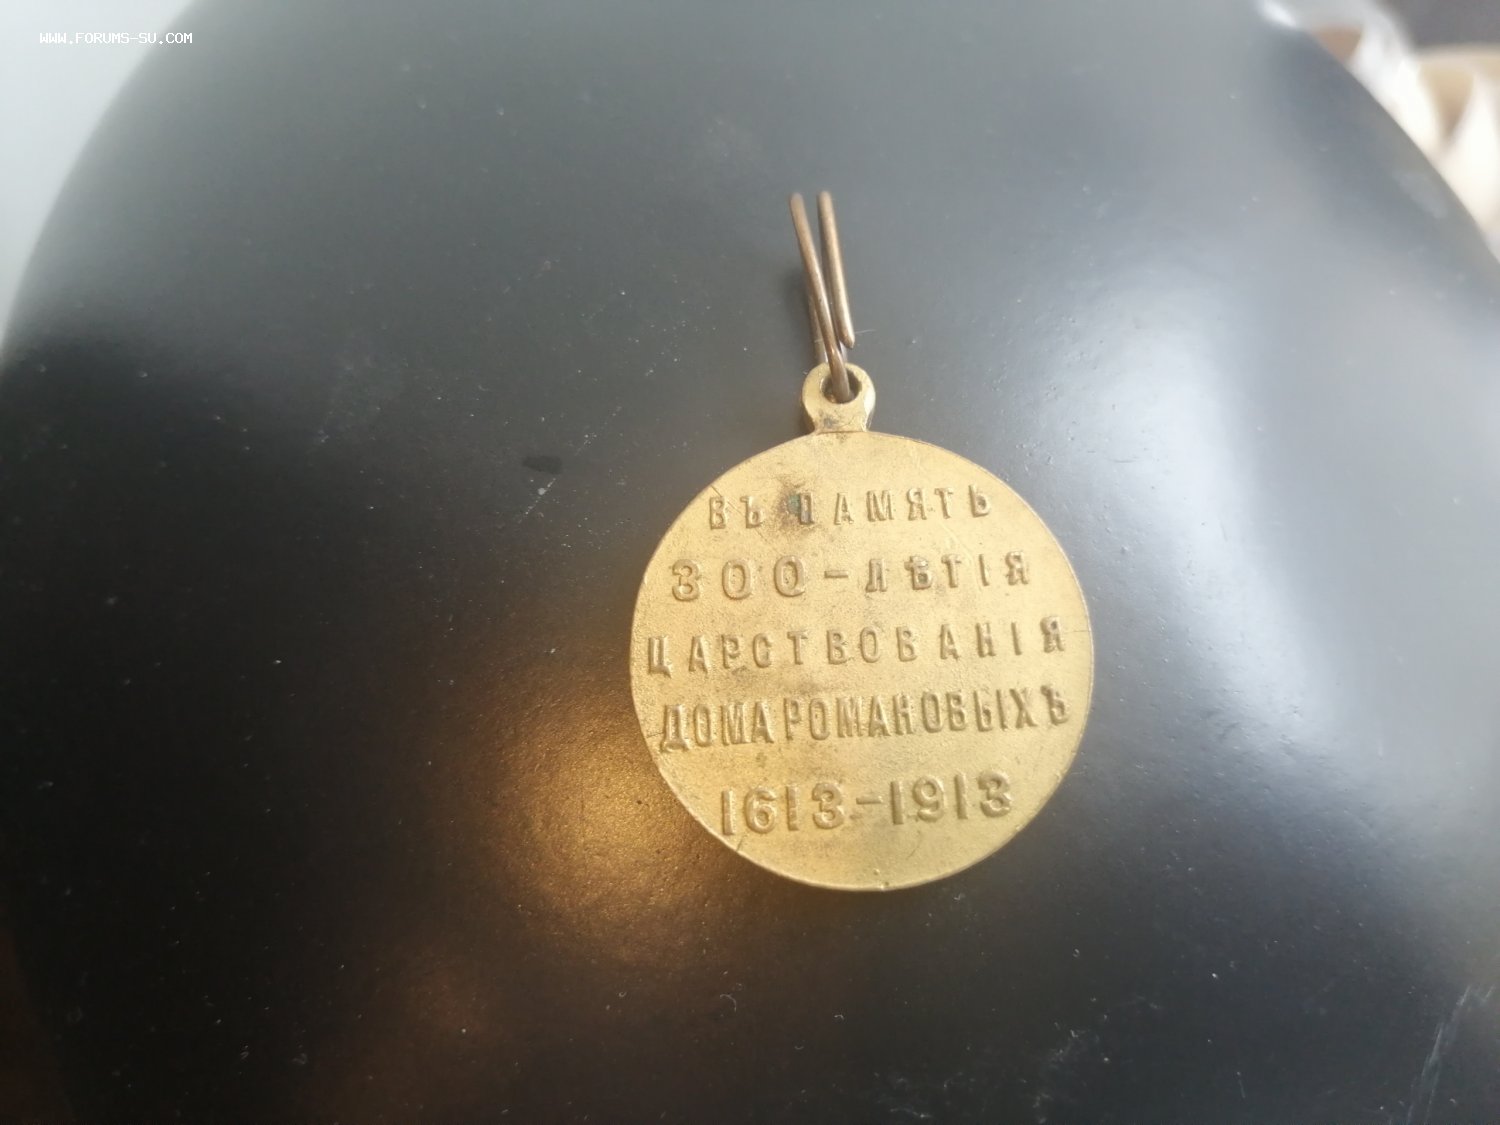 WWW.FORUMS-SU.COM
ВЪ ПАМЯТЬ
300-ЛѢТІЯ
ЦАРСТВОВАНІЯ
ДОМА РОМАНОВЫХЪ
1613-1913